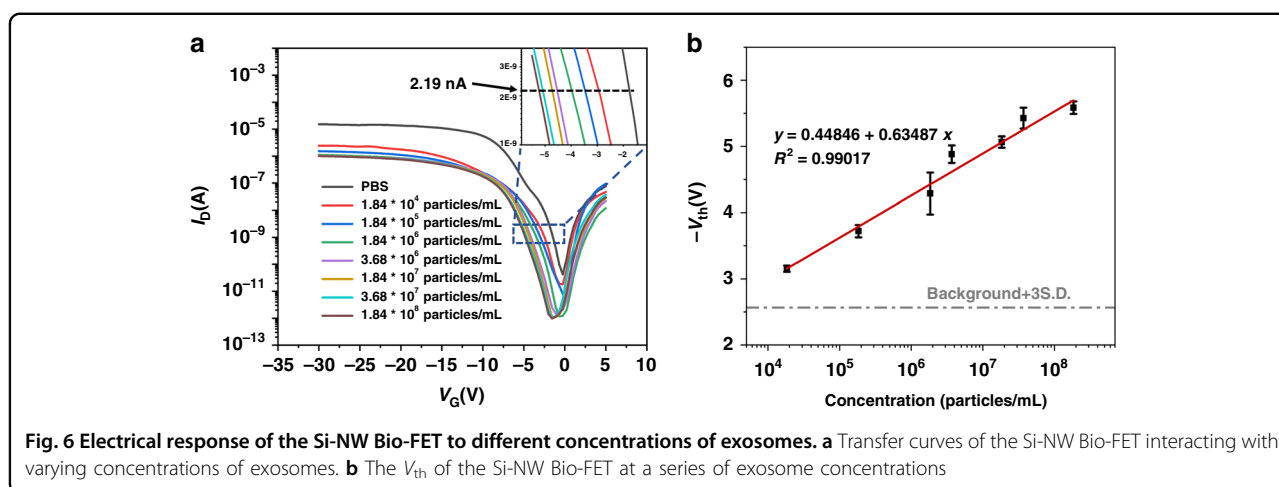 a
2.19 nA
3E-9
2E-9
1E-9
−6 −5 −4 −3 −2
10⁻³
10⁻⁵
10⁻⁷
10⁻⁹
10⁻¹¹
10⁻¹³
I_D(A)
PBS
1.84 * 10⁴ particles/mL
1.84 * 10⁵ particles/mL
1.84 * 10⁶ particles/mL
3.68 * 10⁶ particles/mL
1.84 * 10⁷ particles/mL
3.68 * 10⁷ particles/mL
1.84 * 10⁸ particles/mL
−35 −30 −25 −20 −15 −10 −5 0 5 10
V_G(V)
b
6
5
4
3
2
−V_th(V)
y = 0.44846 + 0.63487 x
R² = 0.99017
Background+3S.D.
10⁴ 10⁵ 10⁶ 10⁷ 10⁸
Concentration (particles/mL)
Fig. 6 Electrical response of the Si-NW Bio-FET to different concentrations of exosomes. a Transfer curves of the Si-NW Bio-FET interacting with
varying concentrations of exosomes. b The V_th of the Si-NW Bio-FET at a series of exosome concentrations